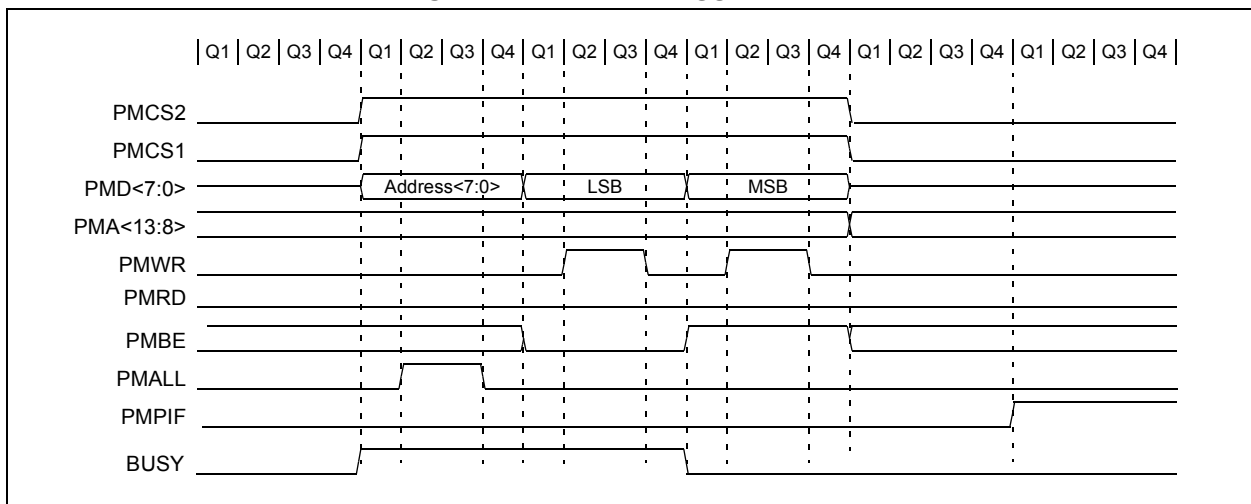 Q1 Q2 Q3 Q4 Q1 Q2 Q3 Q4 Q1 Q2 Q3 Q4 Q1 Q2 Q3 Q4 Q1 Q2 Q3 Q4 Q1 Q2 Q3 Q4
PMCS2
PMCS1
PMD<7:0> Address<7:0> LSB MSB
PMA<13:8>
PMWR
PMRD
PMBE
PMALL
PMPIF
BUSY